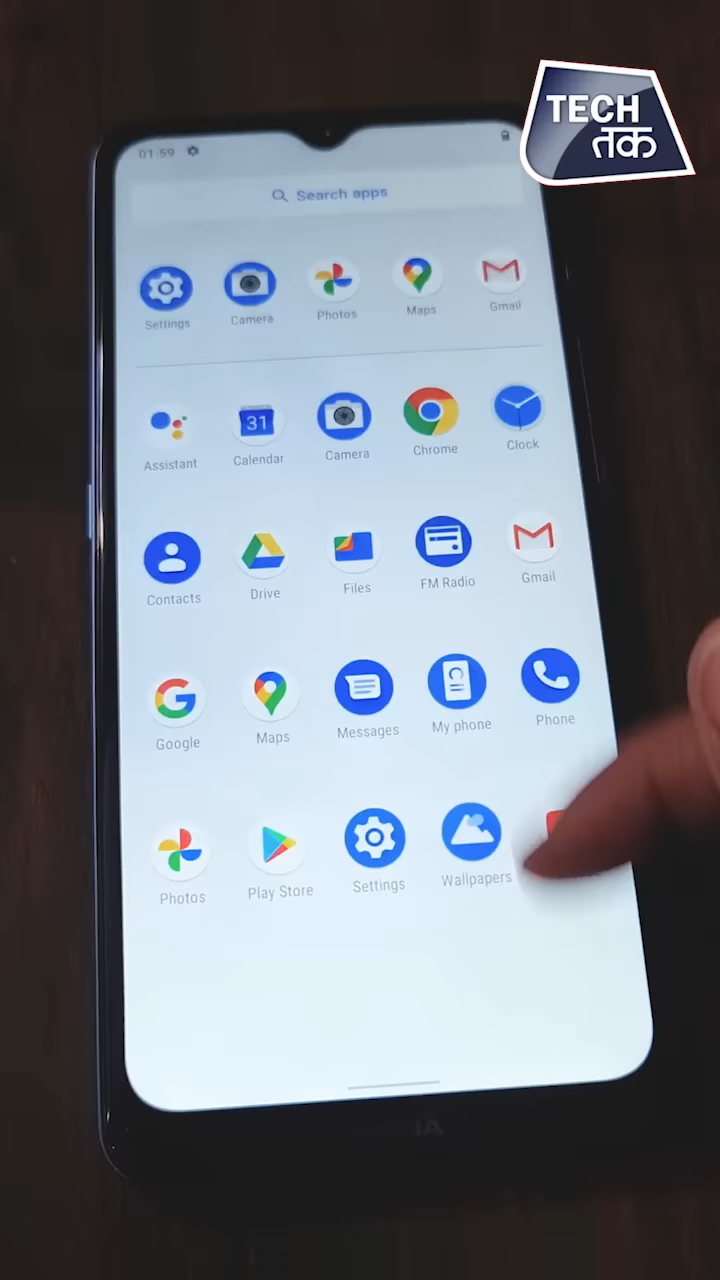 TECH
तक
01:59
Search apps
Settings Camera Photos Maps Gmail
Assistant Calendar Camera Chrome Clock
31
Contacts Drive Files FM Radio Gmail
Google Maps Messages My phone Phone
Photos Play Store Settings Wallpapers